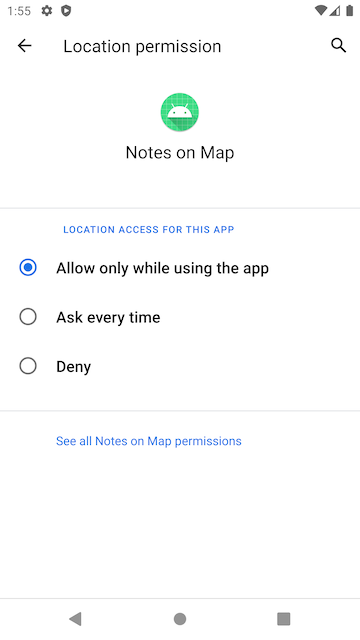 1:55
Location permission
Notes on Map
LOCATION ACCESS FOR THIS APP
Allow only while using the app
Ask every time
Deny
See all Notes on Map permissions